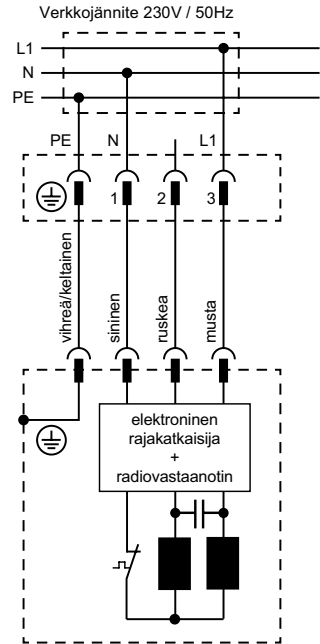 Verkkojännite 230V / 50Hz
L1
N
PE
PE N L1
1 2 3
vihreä/keltainen
sininen
ruskea
musta
elektroninen
rajakatkaisija
+
radiovastaanotin